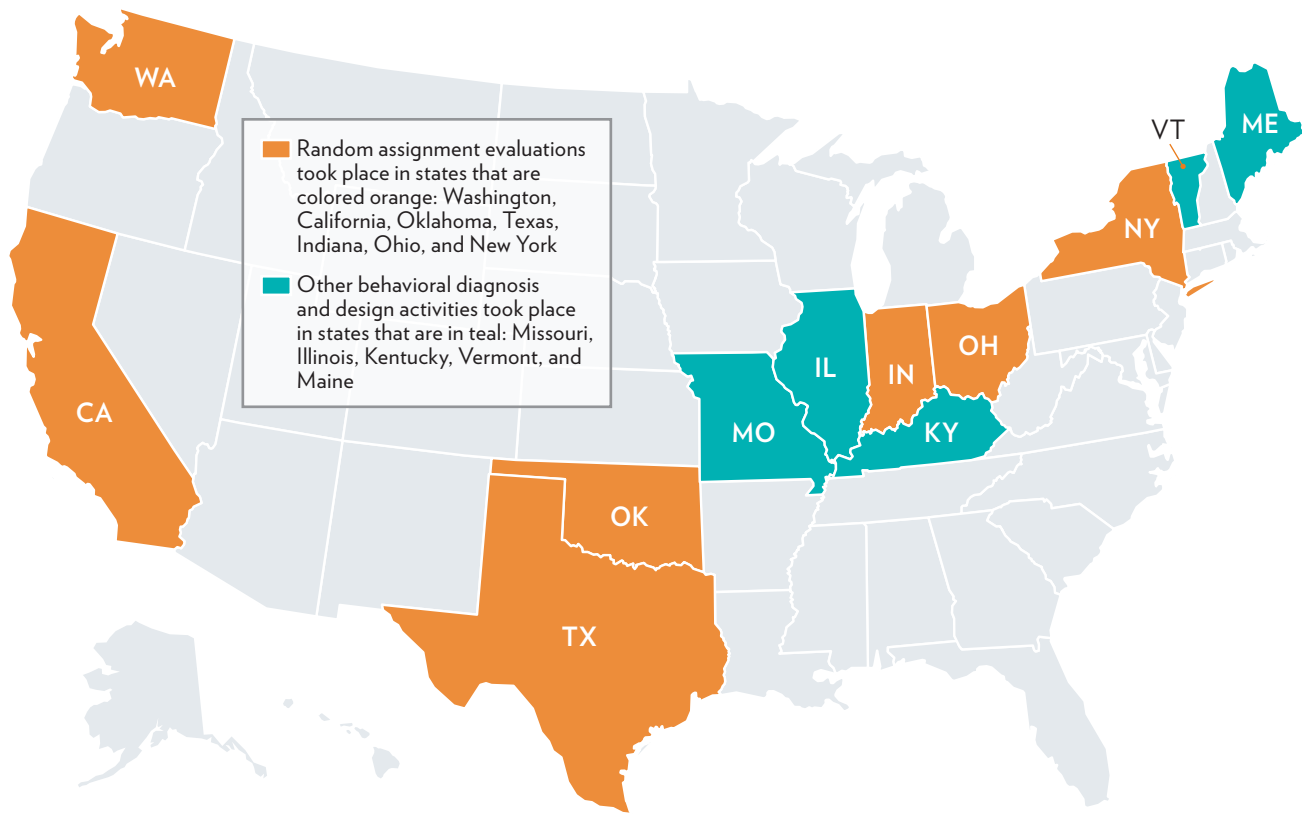 WA
VT
ME
Random assignment evaluations
took place in states that are
colored orange: Washington,
California, Oklahoma, Texas,
Indiana, Ohio, and New York
NY
Other behavioral diagnosis
and design activities took place
in states that are in teal: Missouri,
Illinois, Kentucky, Vermont, and
Maine
OH
IL
IN
CA
MO
KY
OK
TX